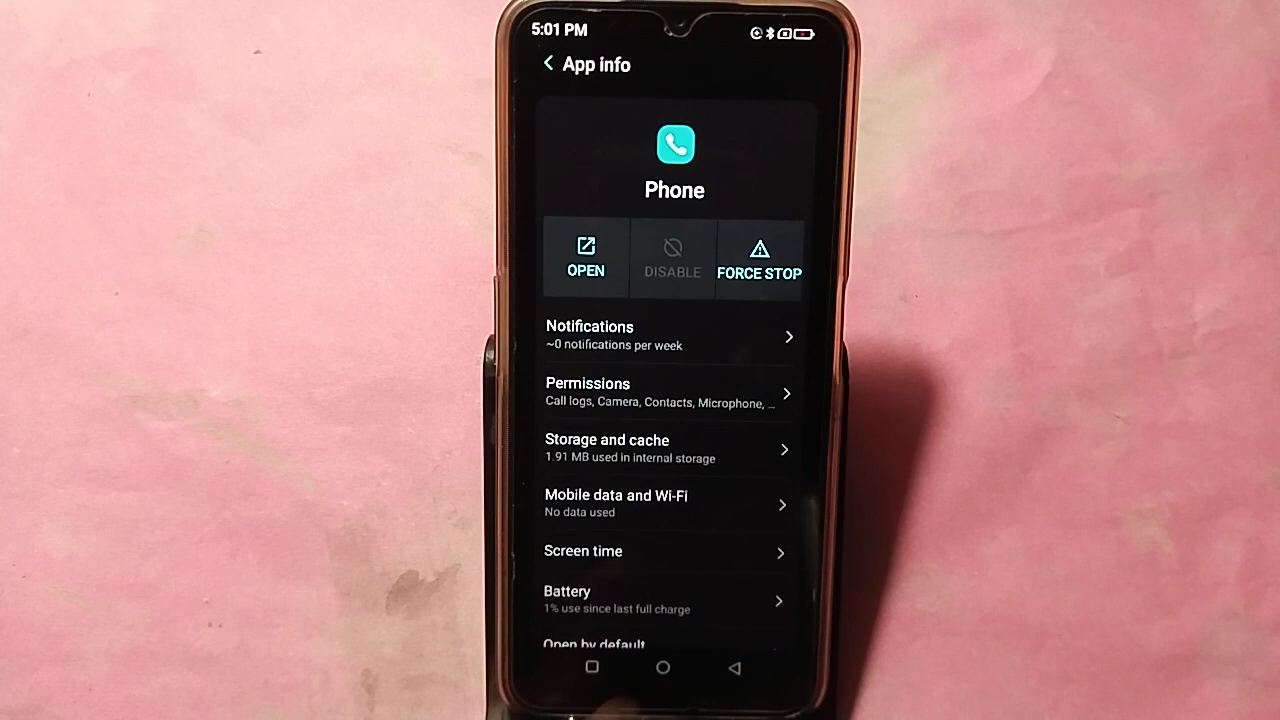 5:01 PM
App info
Phone
OPEN
DISABLE
FORCE STOP
Notifications
~0 notifications per week
Permissions
Call logs, Camera, Contacts, Microphone, ...
Storage and cache
1.91 MB used in internal storage
Mobile data and Wi-Fi
No data used
Screen time
Battery
1% use since last full charge
Open by default